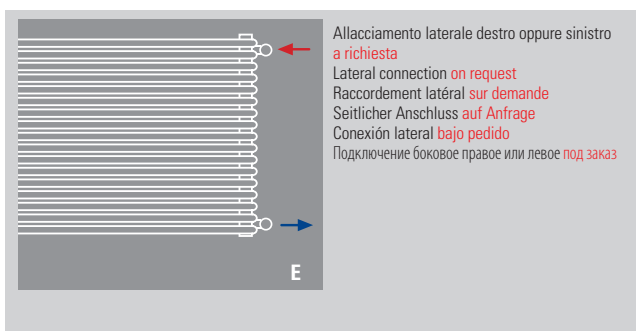 Allacciamento laterale destro oppure sinistro
a richiesta
Lateral connection on request
Raccordement latéral sur demande
Seitlicher Anschluss auf Anfrage
Conexión lateral bajo pedido
Подключение боковое правое или левое под заказ
E